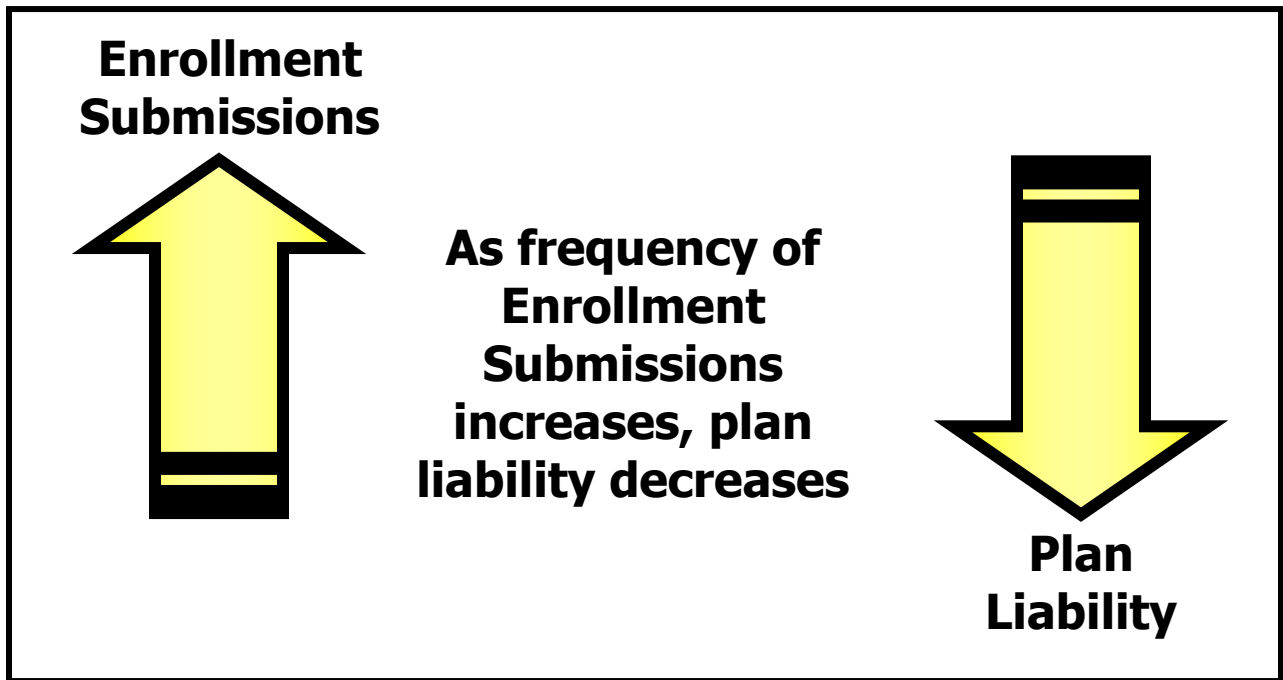 Enrollment
Submissions
As frequency of
Enrollment
Submissions
increases, plan
liability decreases
Plan
Liability